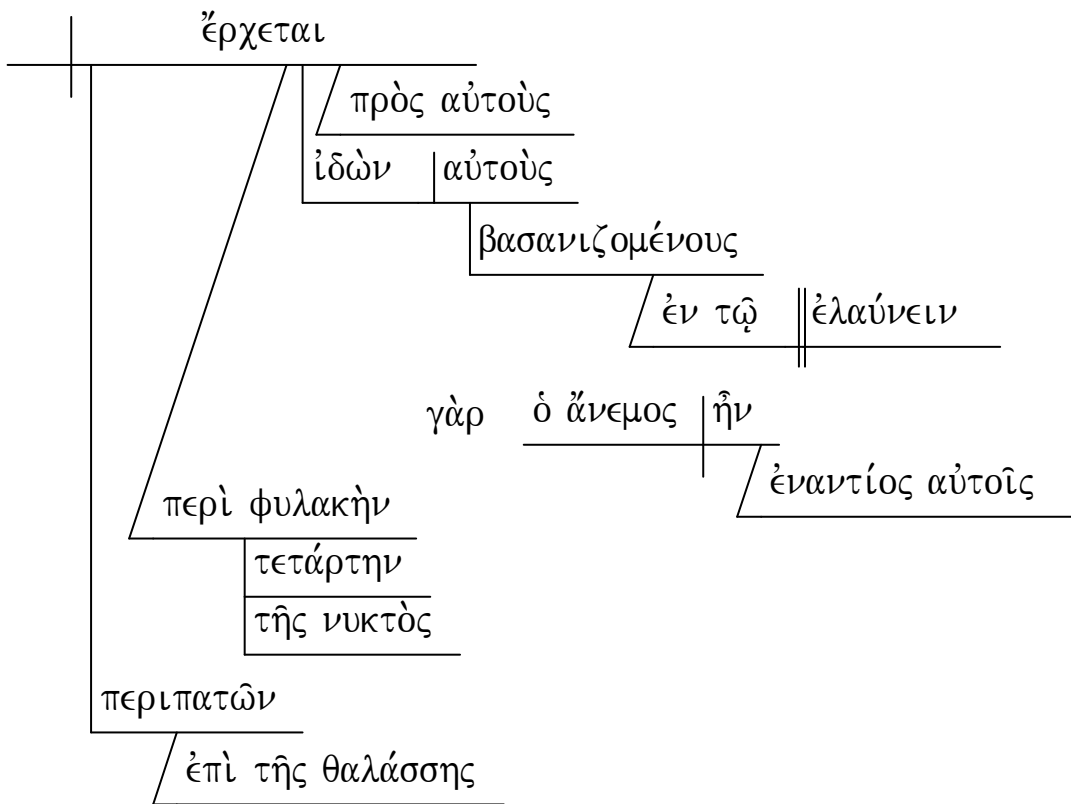 ἔρχεται
πρὸς αὐτοὺς
ἰδὼν αὐτοὺς
βασανιζομένους
ἐν τῷ ἐλαύνειν
γὰρ ὁ ἄνεμος ἦν
ἐναντίος αὐτοῖς
περὶ φυλακὴν
τετάρτην
τῆς νυκτὸς
περιπατῶν
ἐπὶ τῆς θαλάσσης